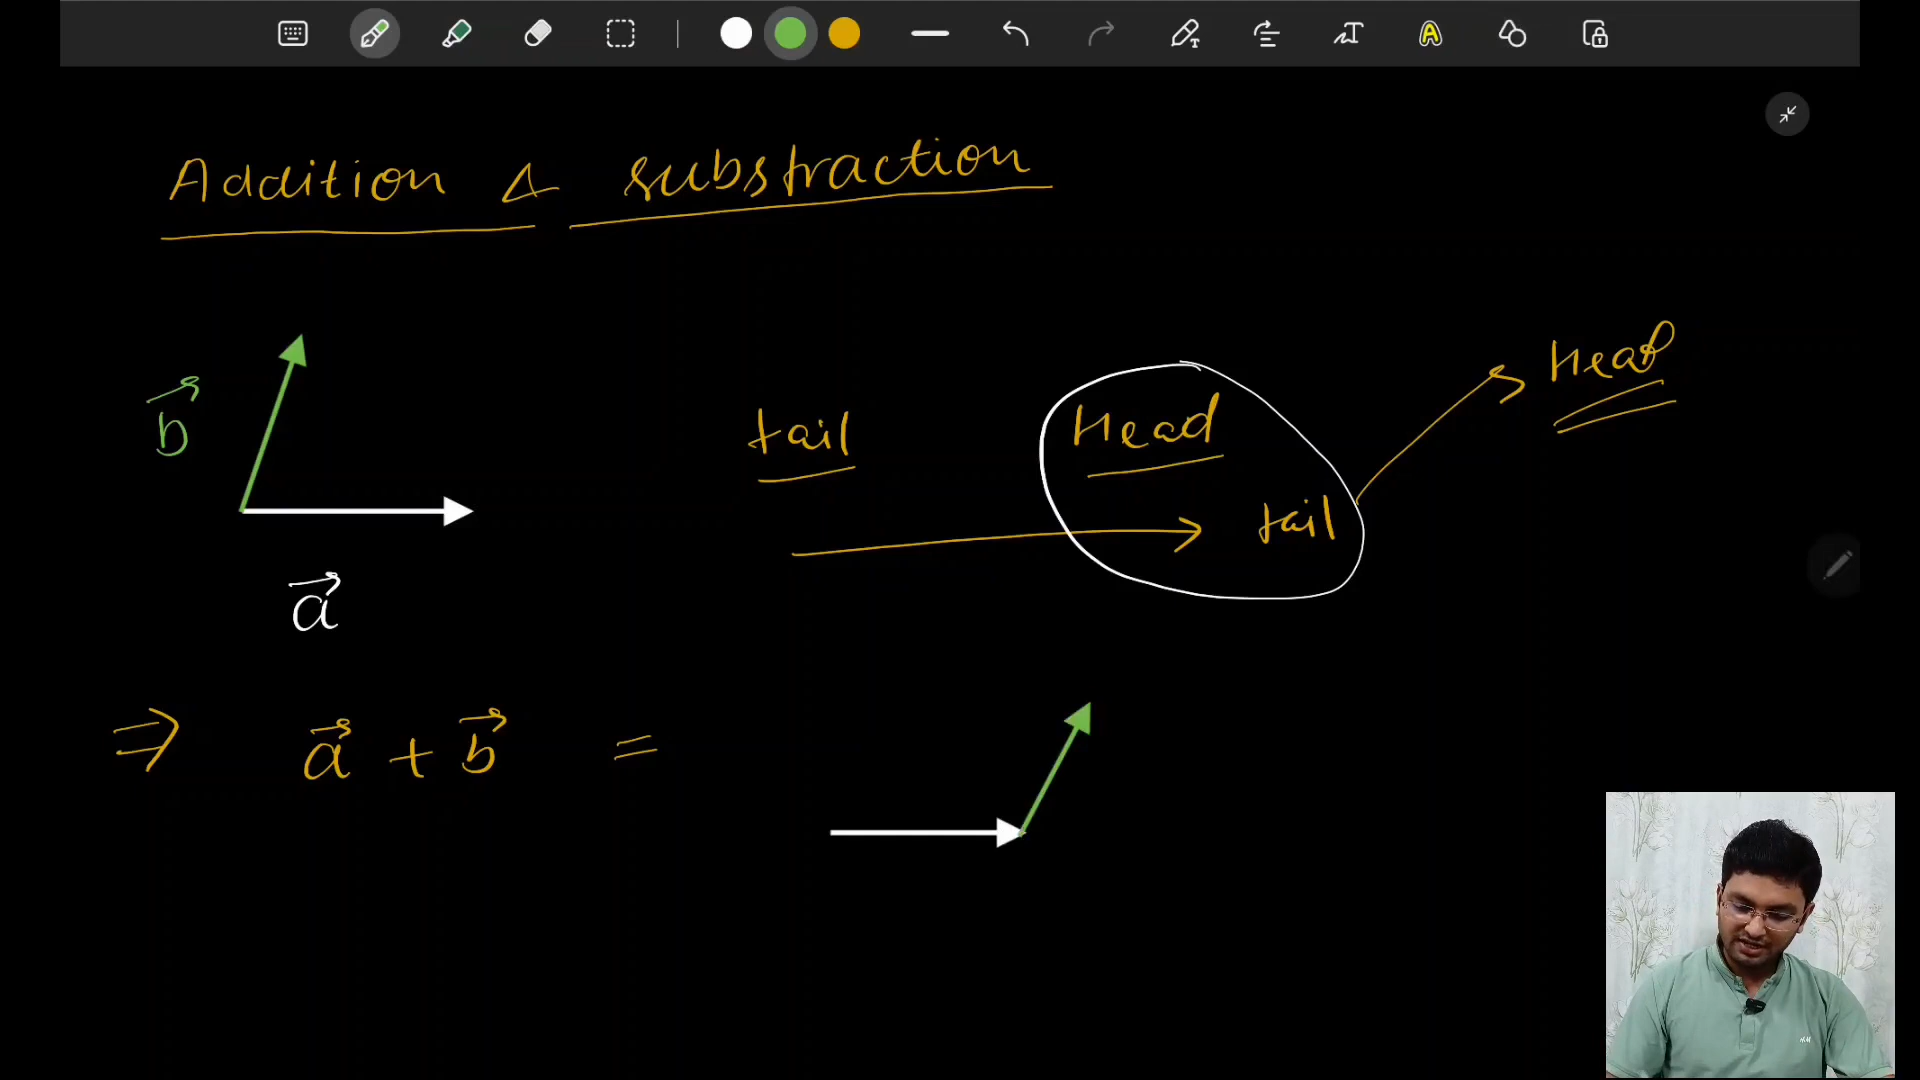 Addition & substraction
b⃗
tail Head Head
tail
a⃗
⇒ a⃗ + b⃗ =